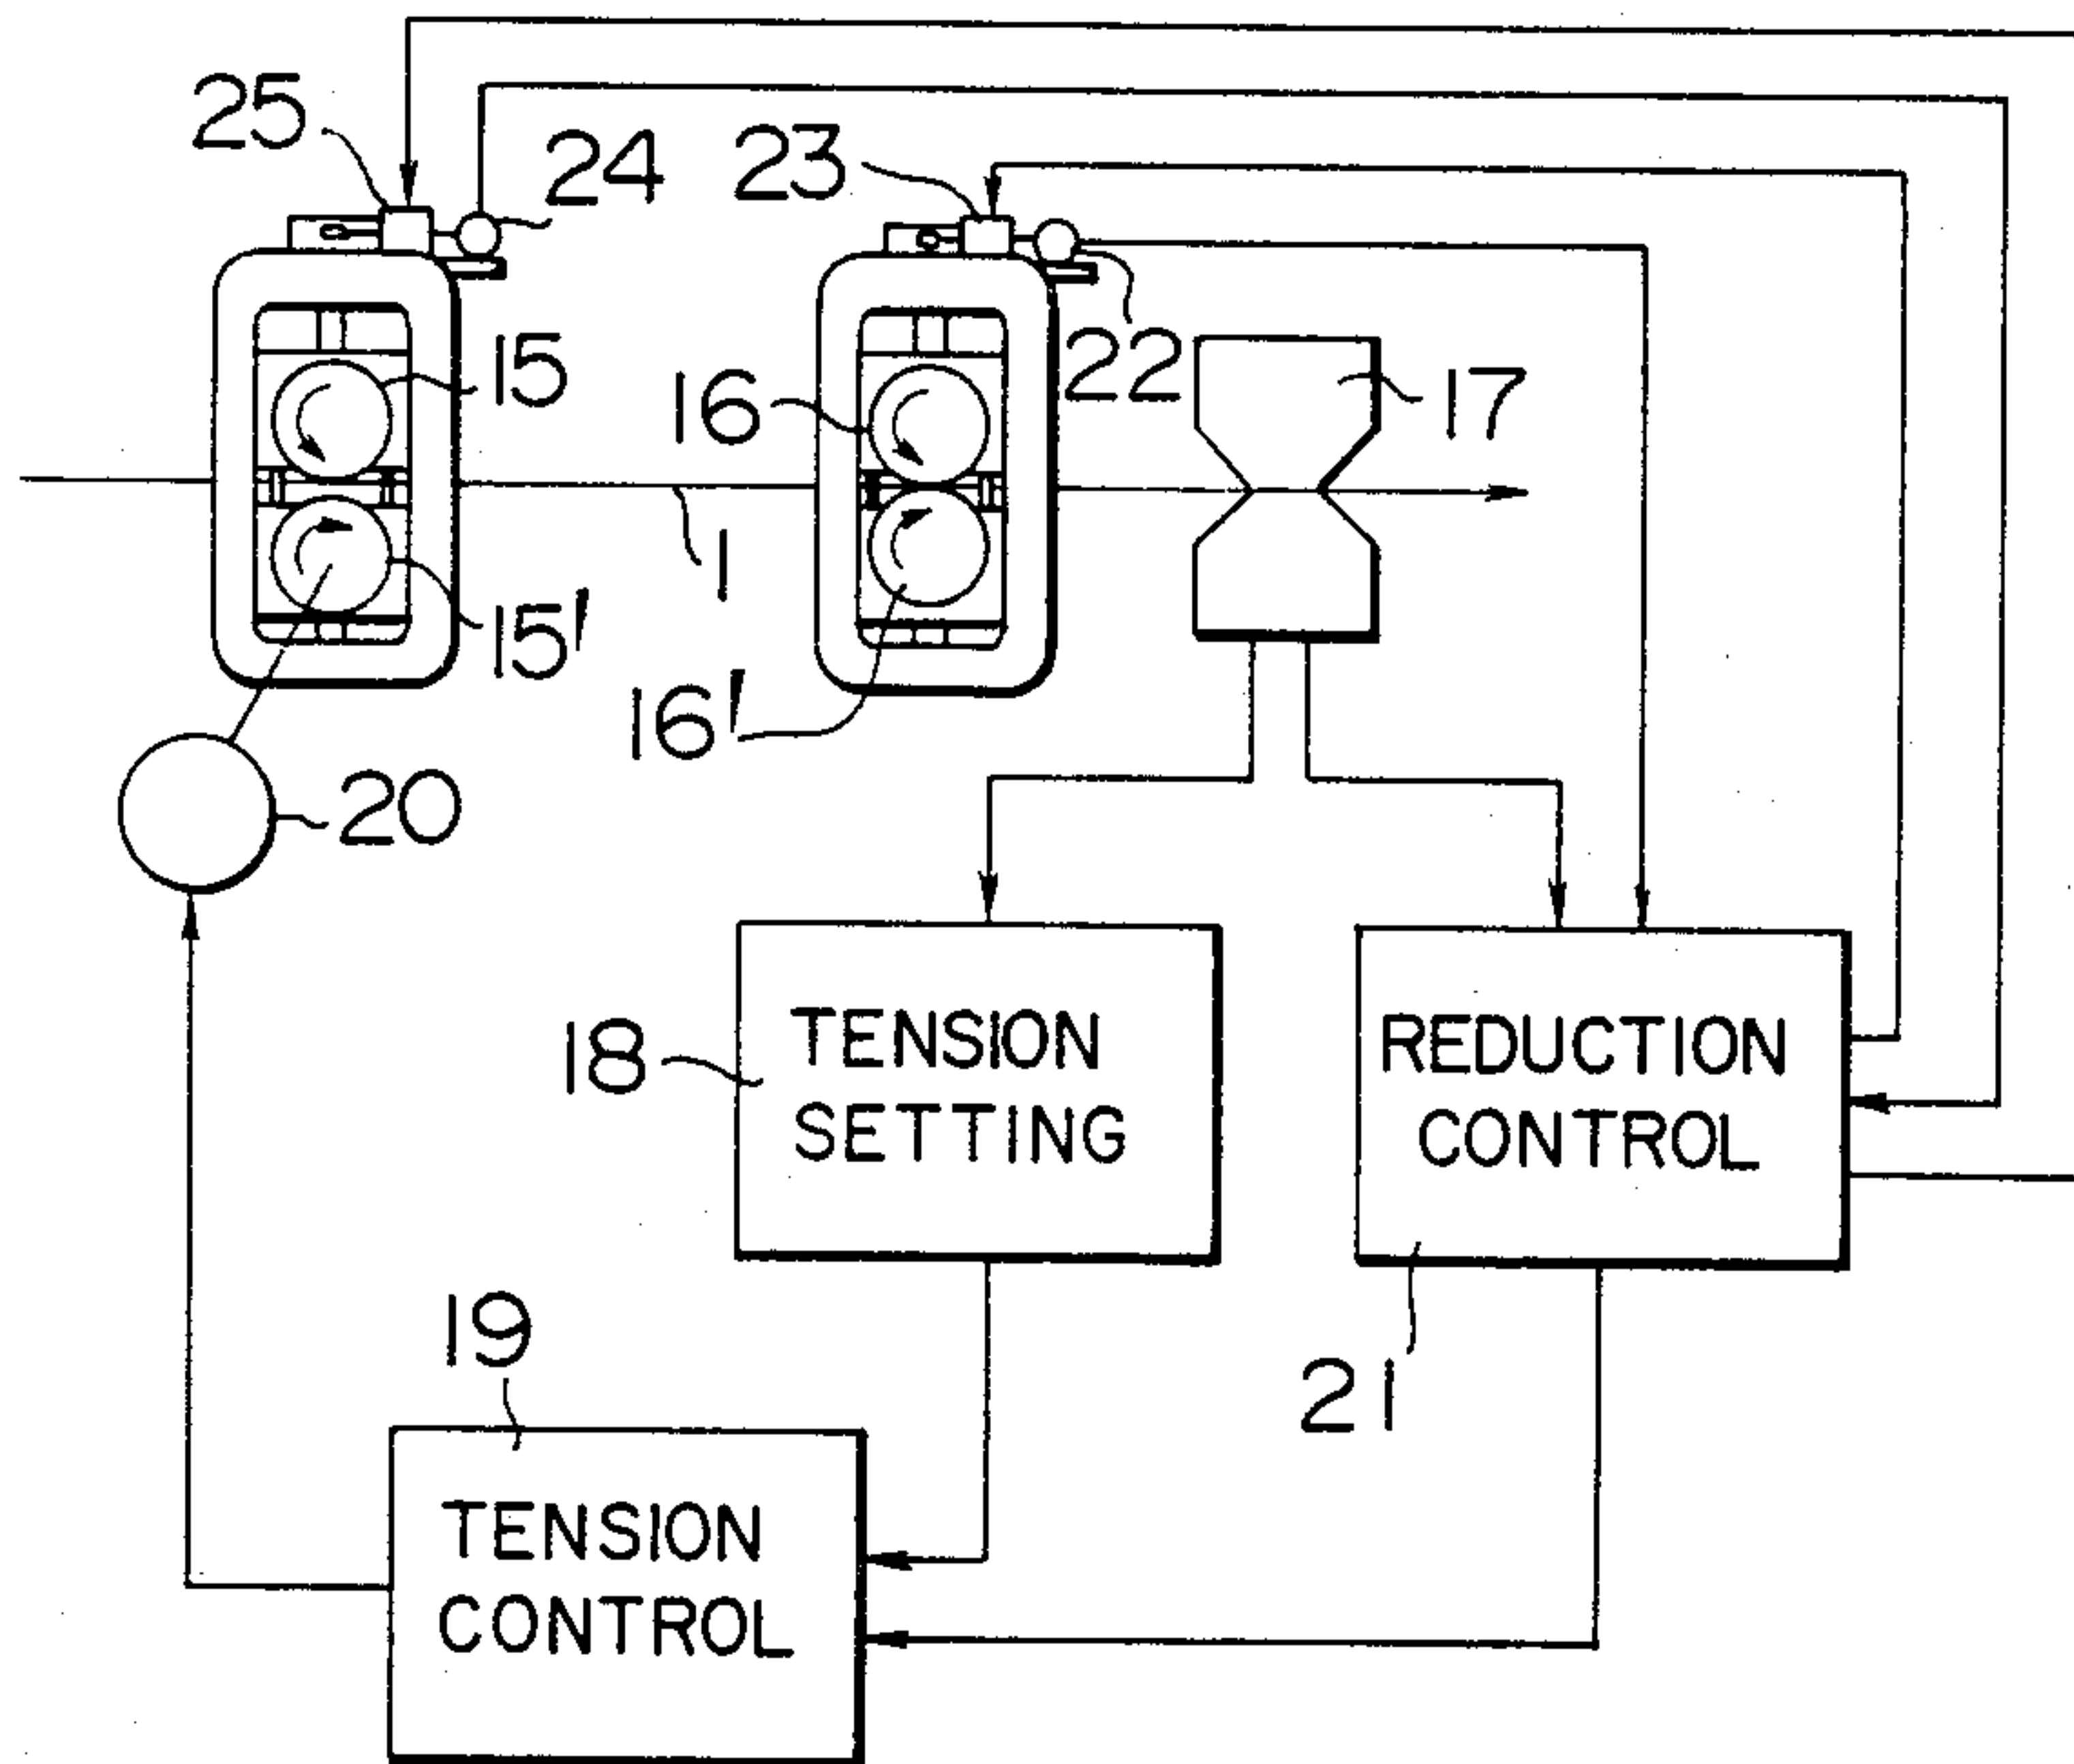 25
24
23
15
22
16
17
1
15'
16'
20
18
TENSION
SETTING
REDUCTION
CONTROL
19
21
TENSION
CONTROL